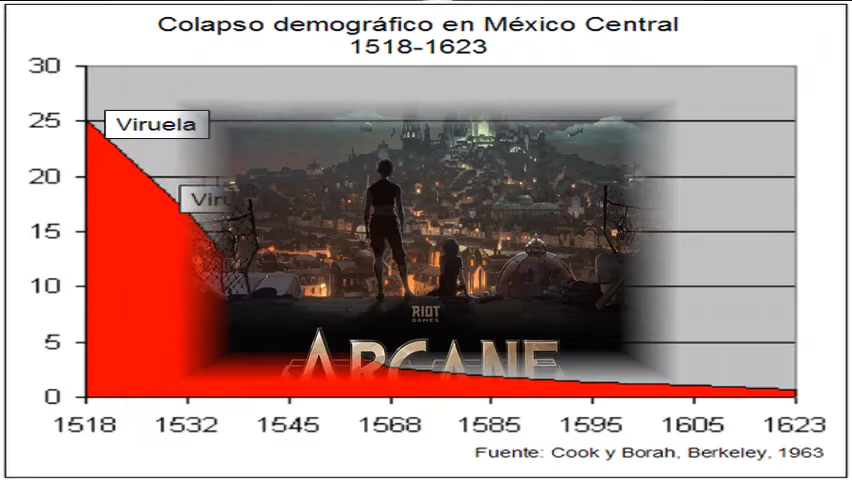 Colapso demográfico en México Central
1518-1623
30
25
Viruela
20
Viru
15
10
RIOT
GAMES
5
ARCANE
0
1518 1532 1545 1568 1585 1595 1605 1623
Fuente: Cook y Borah, Berkeley, 1963